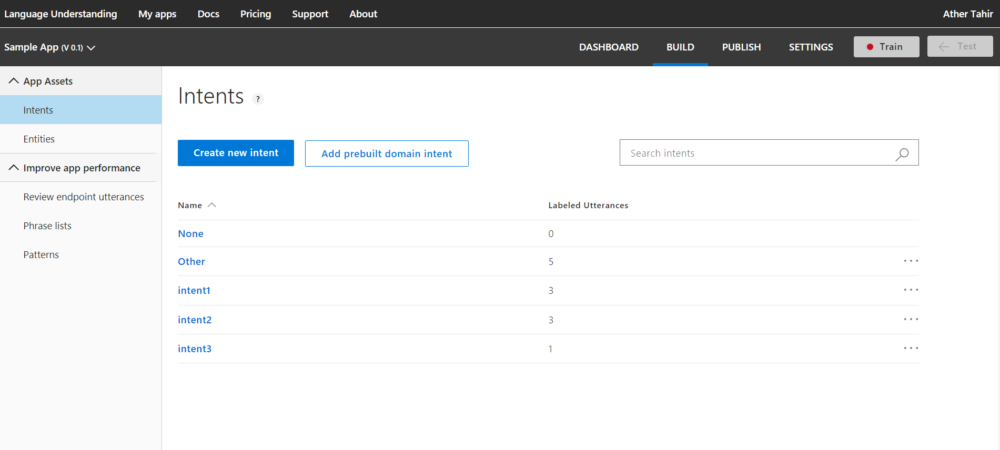 Language Understanding My apps Docs Pricing Support About Ather Tahir
Sample App (V 0.1) DASHBOARD BUILD PUBLISH SETTINGS Train Test
App Assets
Intents
Entities
Improve app performance
Review endpoint utterances
Phrase lists
Patterns
Intents ?
Create new intent Add prebuilt domain intent Search intents
Name Labeled Utterances
None 0
Other 5 ...
intent1 3 ...
intent2 3 ...
intent3 1 ...